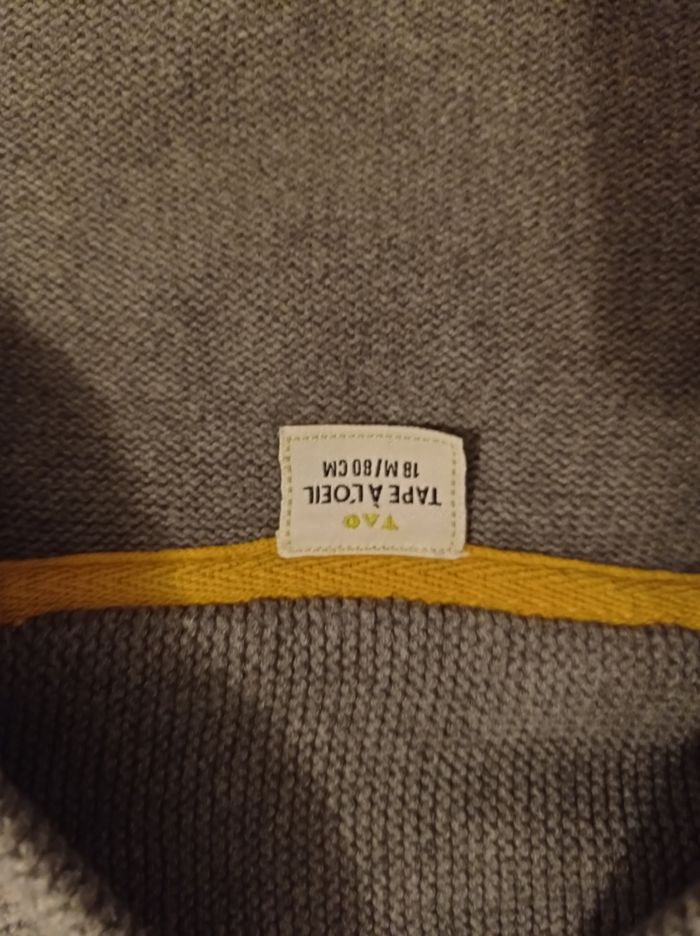 TAO
TAPE À L'OEIL
18 M/80 CM